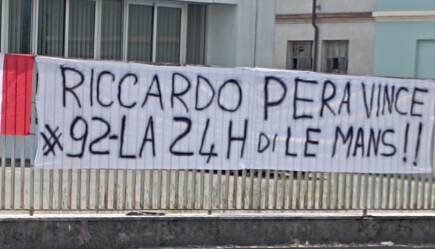 RICCARDO PERA VINCE
#92-LA 24H Di LE MANS!!